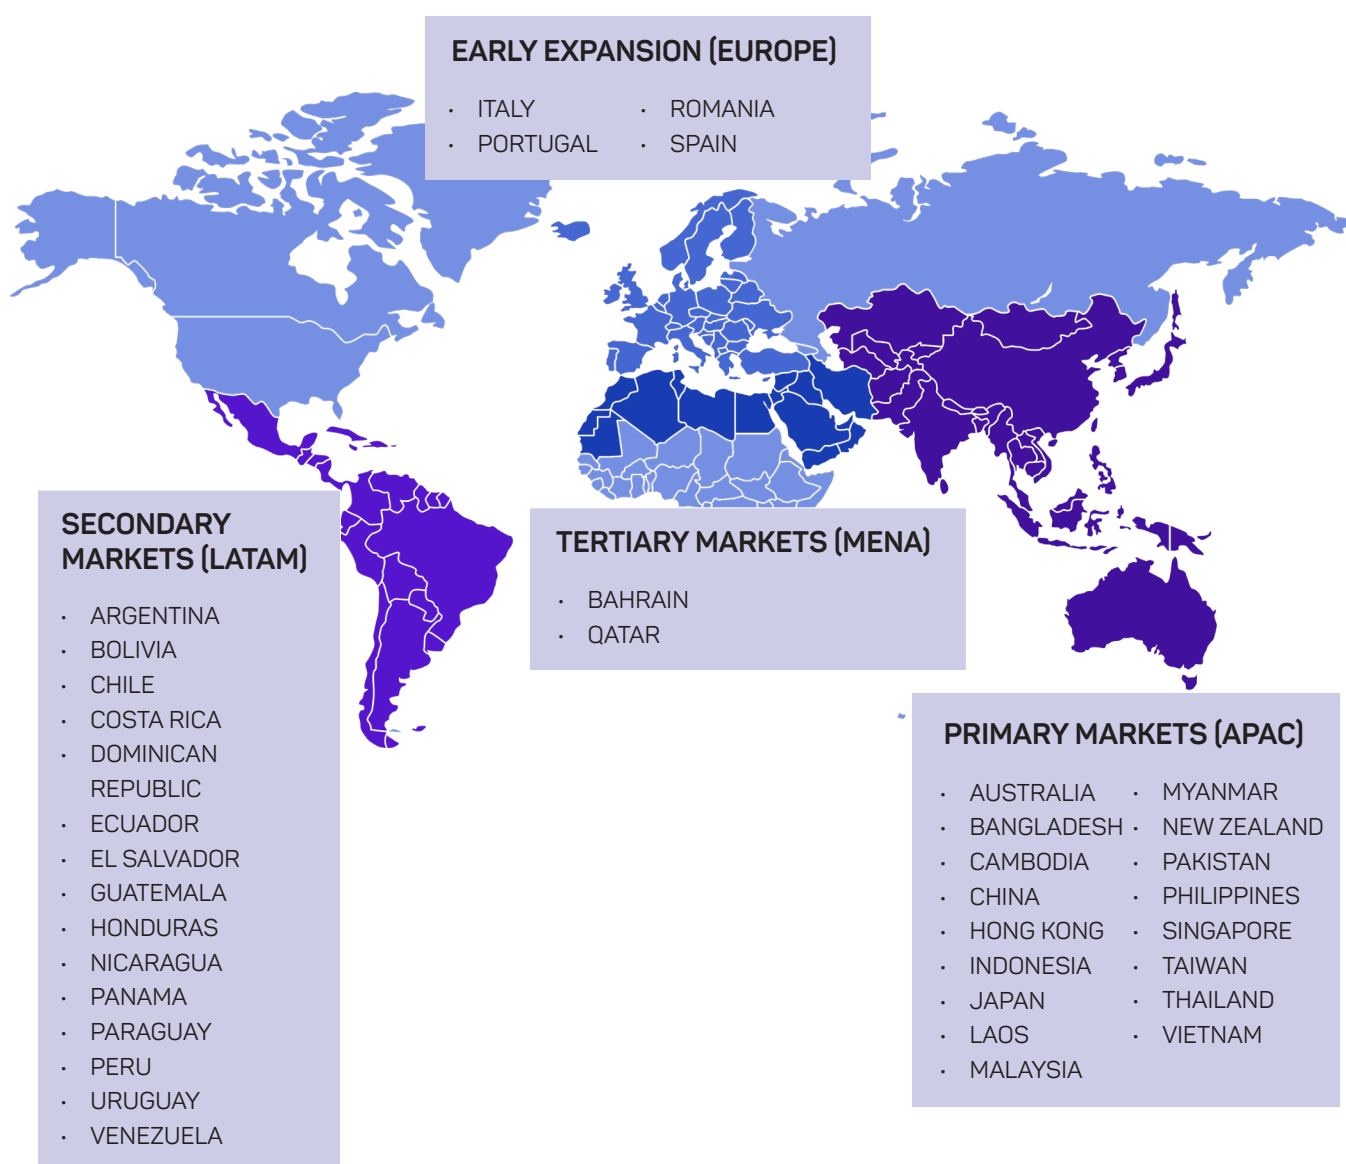 EARLY EXPANSION (EUROPE)
· ITALY
· PORTUGAL
· ROMANIA
· SPAIN
SECONDARY
MARKETS (LATAM)
· ARGENTINA
· BOLIVIA
· CHILE
· COSTA RICA
· DOMINICAN
REPUBLIC
· ECUADOR
· EL SALVADOR
· GUATEMALA
· HONDURAS
· NICARAGUA
· PANAMA
· PARAGUAY
· PERU
· URUGUAY
· VENEZUELA
TERTIARY MARKETS (MENA)
· BAHRAIN
· QATAR
PRIMARY MARKETS (APAC)
· AUSTRALIA
· BANGLADESH
· CAMBODIA
· CHINA
· HONG KONG
· INDONESIA
· JAPAN
· LAOS
· MALAYSIA
· MYANMAR
· NEW ZEALAND
· PAKISTAN
· PHILIPPINES
· SINGAPORE
· TAIWAN
· THAILAND
· VIETNAM